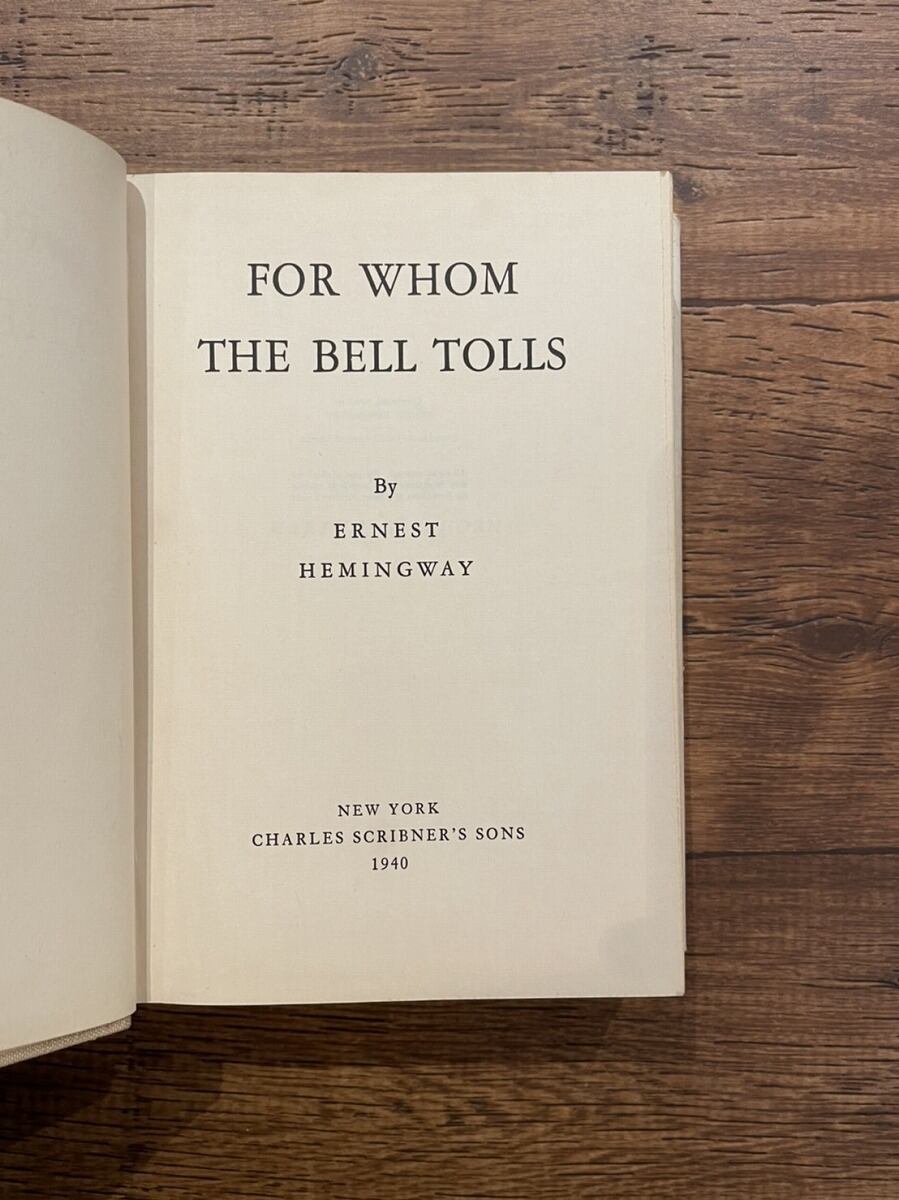 FOR WHOM
THE BELL TOLLS
By
ERNEST
HEMINGWAY
NEW YORK
CHARLES SCRIBNER'S SONS
1940